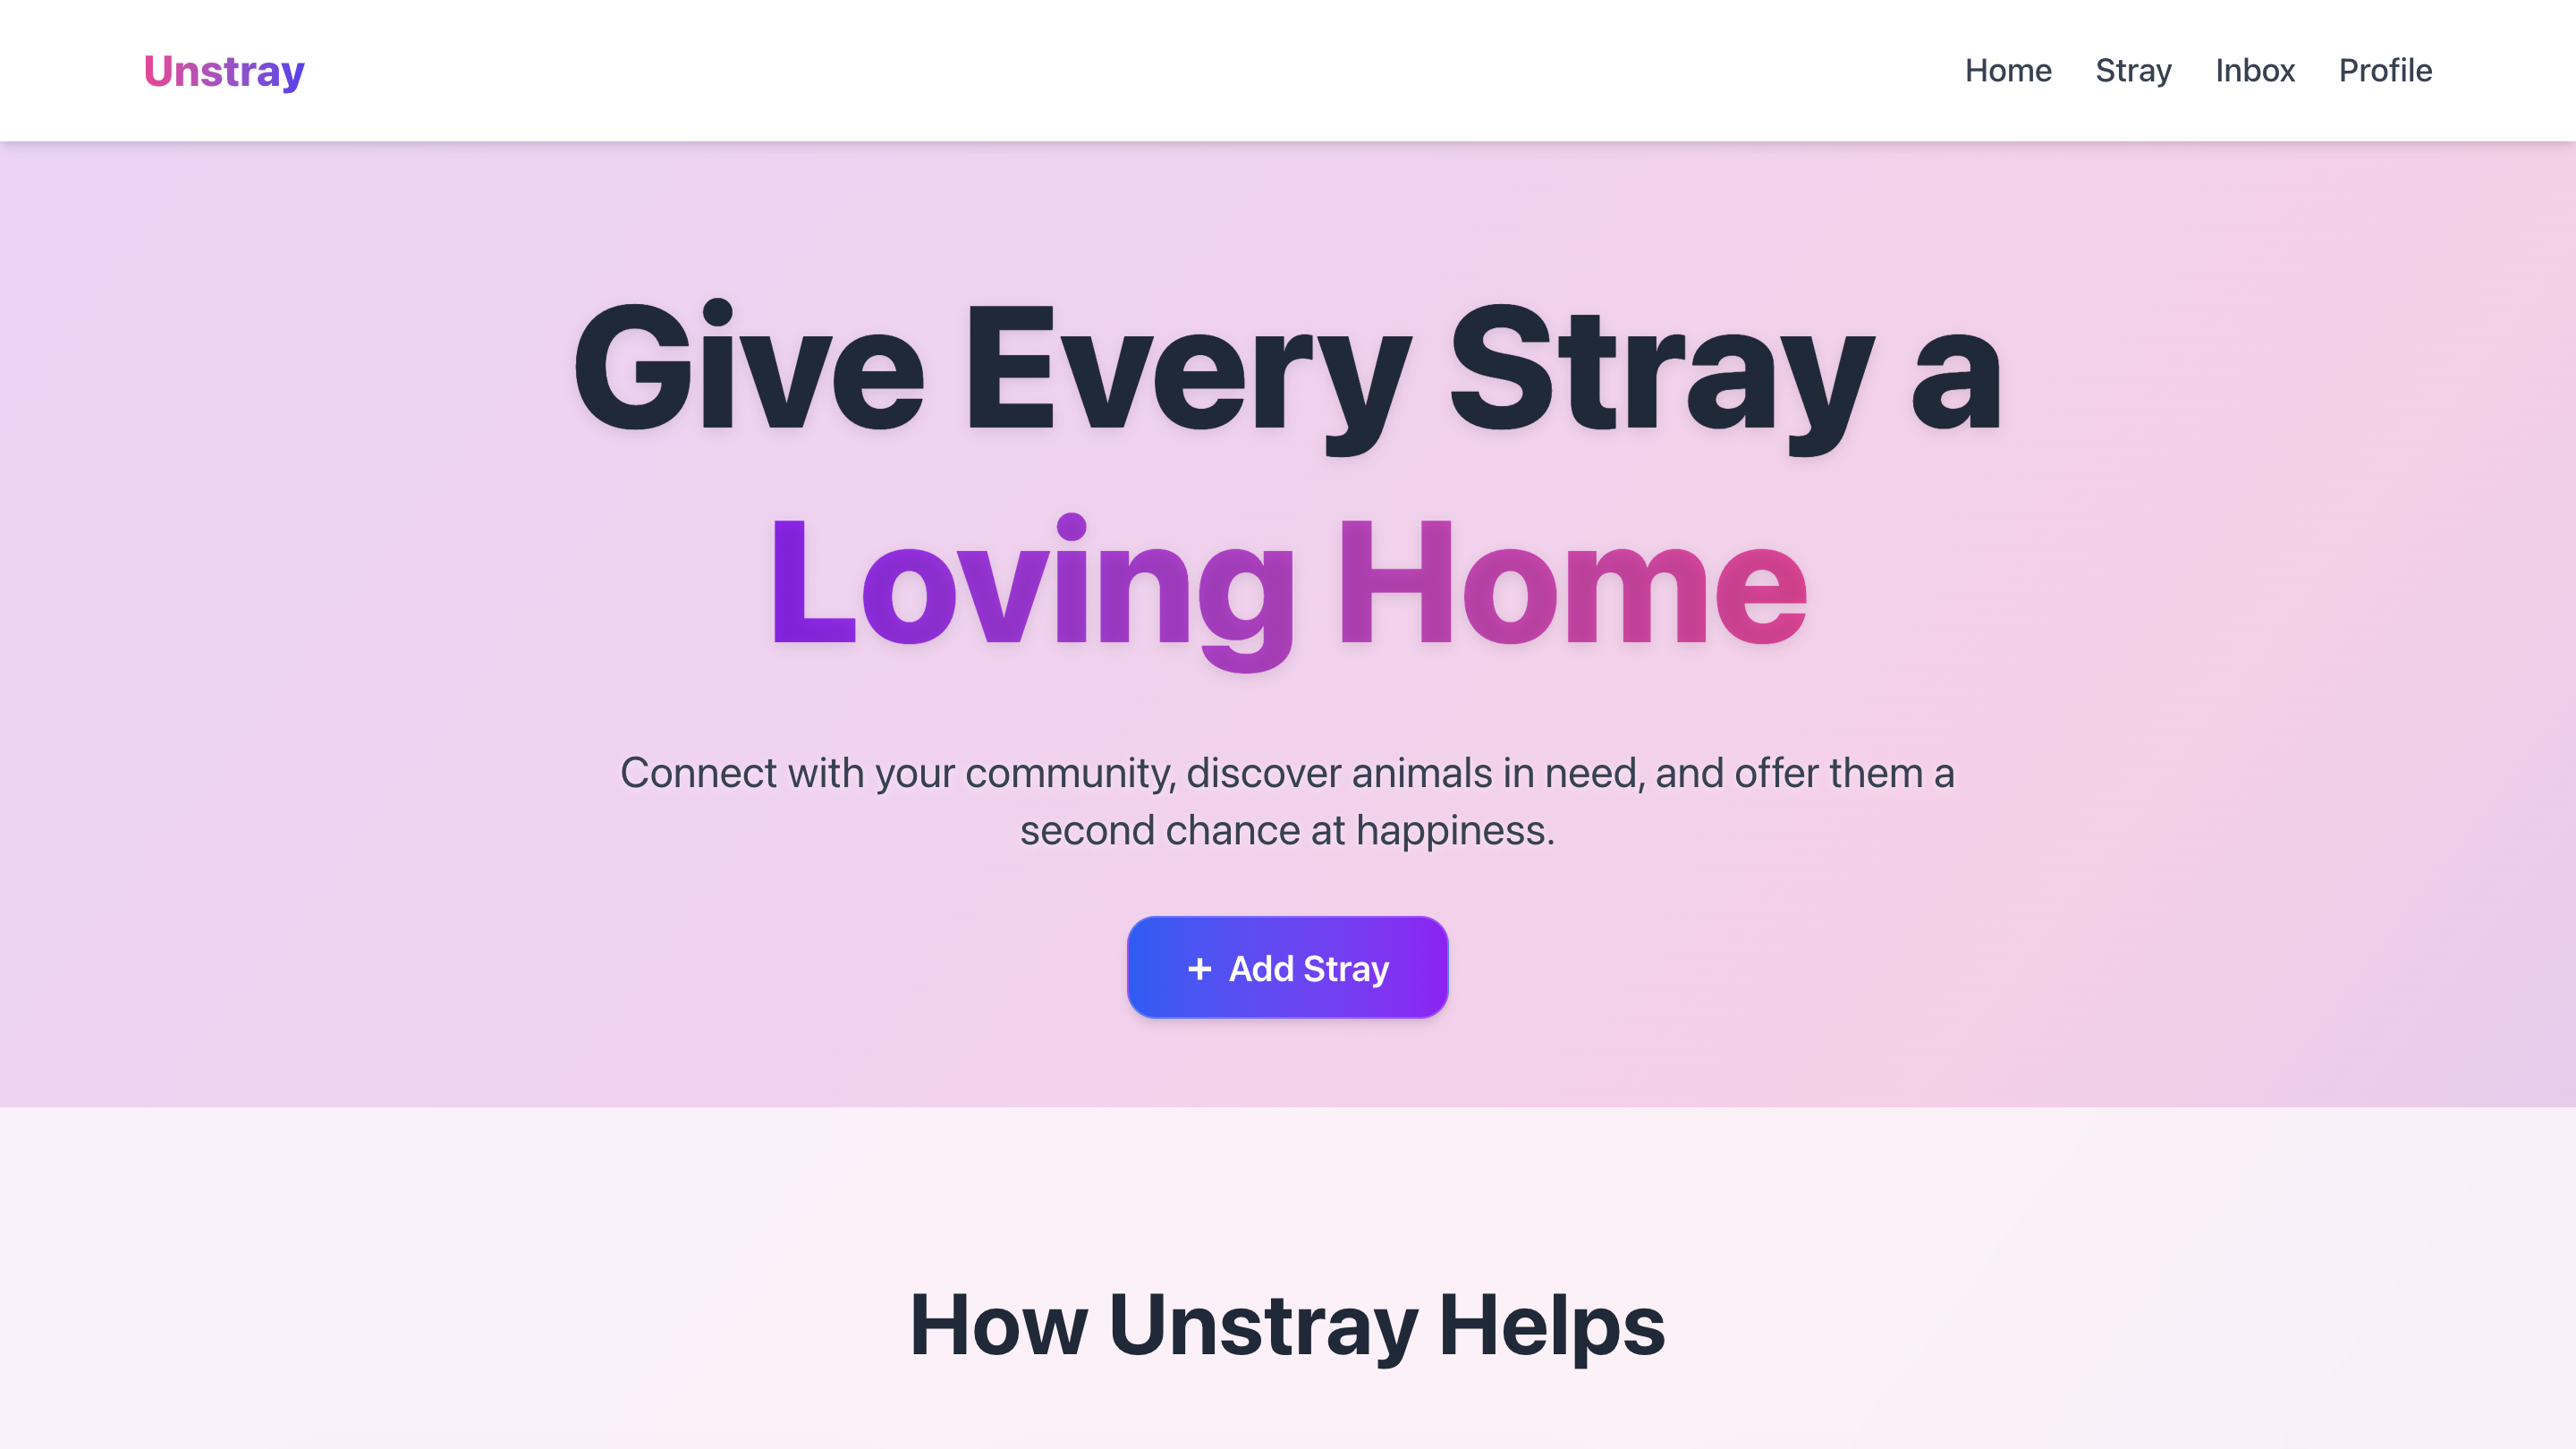 Unstray
Home Stray Inbox Profile
Give Every Stray a
Loving Home
Connect with your community, discover animals in need, and offer them a
second chance at happiness.
+ Add Stray
How Unstray Helps